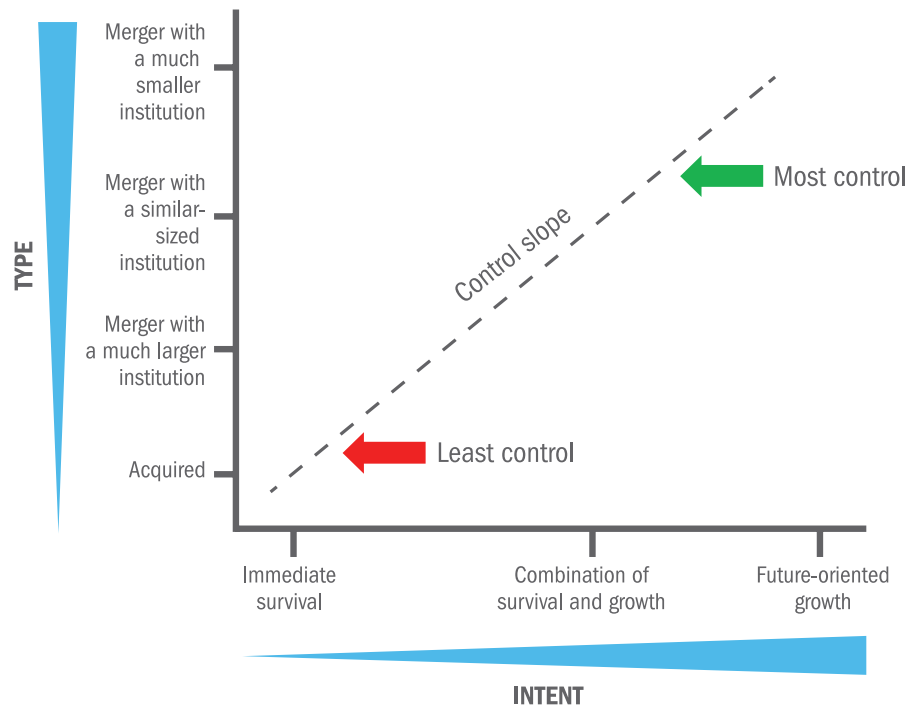 Merger with
a much
smaller
institution
Merger with
a similar-
sized
institution
Merger with
a much larger
institution
Acquired
TYPE
Control slope
Most control
Least control
Immediate
survival
Combination of
survival and growth
Future-oriented
growth
INTENT